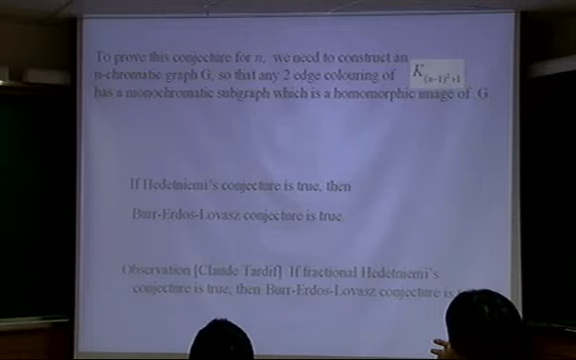 To prove this conjecture for n, we need to construct an
n-chromatic graph G, so that any 2 edge colouring of K_{(n-1)^2+1}
has a monochromatic subgraph which is a homomorphic image of G
If Hedetniemi's conjecture is true, then
Burr-Erdos-Lovasz conjecture is true.
Observation [Claude Tardif] If fractional Hedetniemi's
conjecture is true, then Burr-Erdos-Lovasz conjecture is